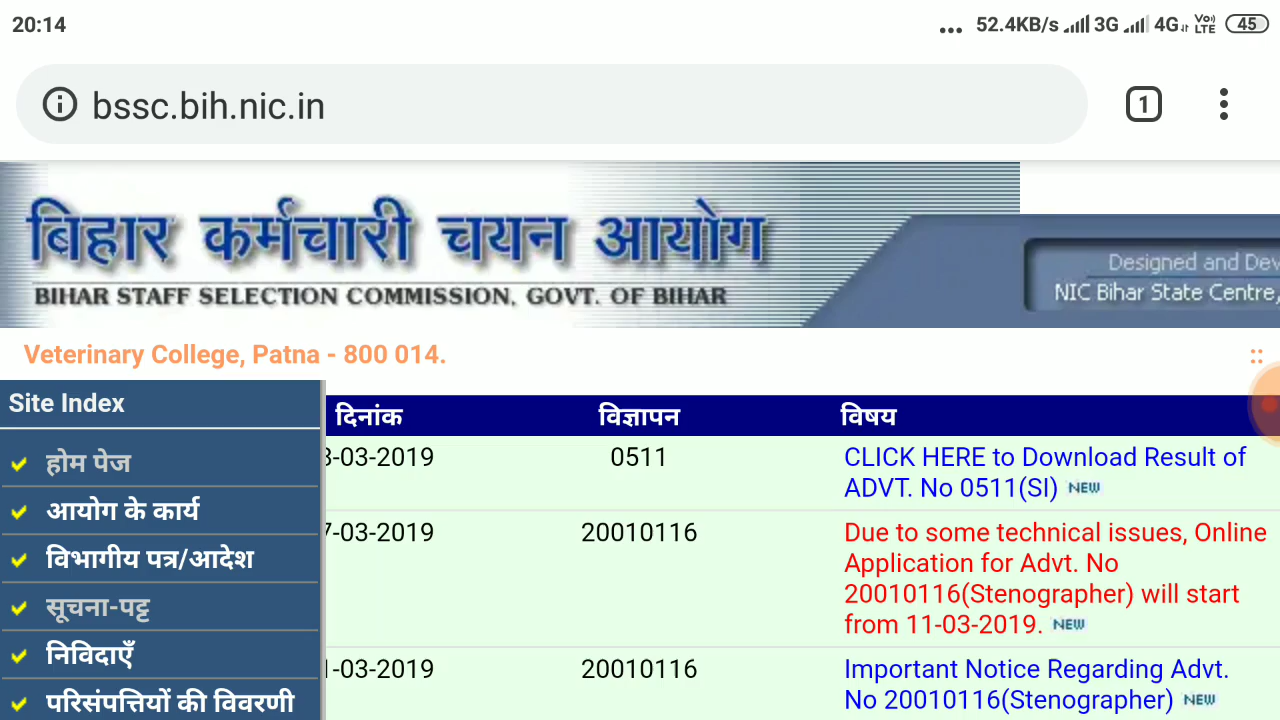 20:14
... 52.4KB/s 3G 4G Vo) LTE 45
bssc.bih.nic.in
1
बिहार कर्मचारी चयन आयोग
BIHAR STAFF SELECTION COMMISSION, GOVT. OF BIHAR
Designed and Dev
NIC Bihar State Centre,
Veterinary College, Patna - 800 014. ::
Site Index
दिनांक विज्ञापन विषय
होम पेज
आयोग के कार्य
विभागीय पत्र/आदेश
सूचना-पट्ट
निविदाएँ
परिसंपत्तियों की विवरणी
-03-2019 0511 CLICK HERE to Download Result of
ADVT. No 0511(SI) NEW
-03-2019 20010116 Due to some technical issues, Online
Application for Advt. No
20010116(Stenographer) will start
from 11-03-2019. NEW
-03-2019 20010116 Important Notice Regarding Advt.
No 20010116(Stenographer) NEW